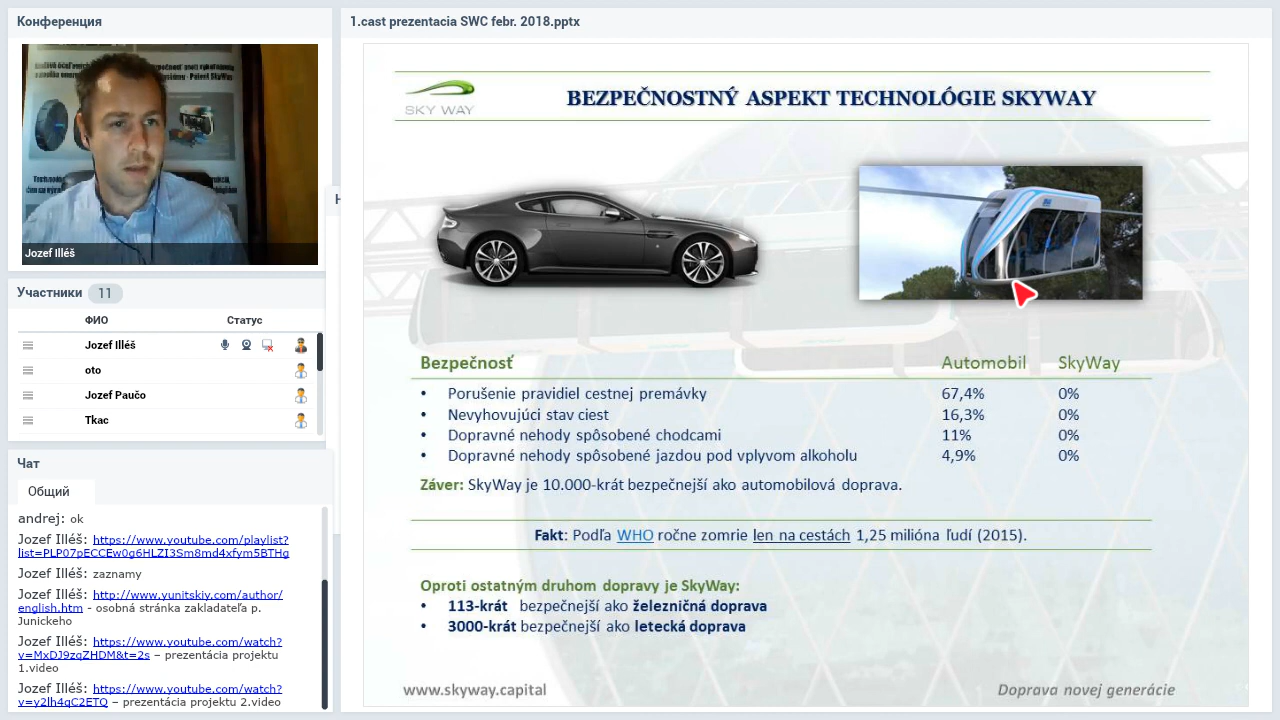 Конференция
Jozef Illéš
Участники 11
ФИО Статус
Jozef Illéš
oto
Jozef Paučo
Tkac
Чат
Общий
andrej: ok
Jozef Illéš: https://www.youtube.com/playlist?
list=PLP07pECCEw0g6HLZI3Sm8md4xfym5BTHg
Jozef Illéš: zaznamy
Jozef Illéš: http://www.yunitskiy.com/author/
english.htm - osobná stránka zakladateľa p.
Junickeho
Jozef Illéš: https://www.youtube.com/watch?
v=MxDJ9zqZHDM&t=2s – prezentácia projektu
1.video
Jozef Illéš: https://www.youtube.com/watch?
v=y2lh4gC2ETQ – prezentácia projektu 2.video
1.cast prezentacia SWC febr. 2018.pptx
SKY WAY
BEZPEČNOSTNÝ ASPEKT TECHNOLÓGIE SKYWAY
Bezpečnosť Automobil SkyWay
• Porušenie pravidiel cestnej premávky 67,4% 0%
• Nevyhovujúci stav ciest 16,3% 0%
• Dopravné nehody spôsobené chodcami 11% 0%
• Dopravné nehody spôsobené jazdou pod vplyvom alkoholu 4,9% 0%
Záver: SkyWay je 10.000-krát bezpečnejší ako automobilová doprava.
Fakt: Podľa WHO ročne zomrie len na cestách 1,25 milióna ľudí (2015).
Oproti ostatným druhom dopravy je SkyWay:
• 113-krát bezpečnejší ako železničná doprava
• 3000-krát bezpečnejší ako letecká doprava
www.skyway.capital
Doprava novej generácie